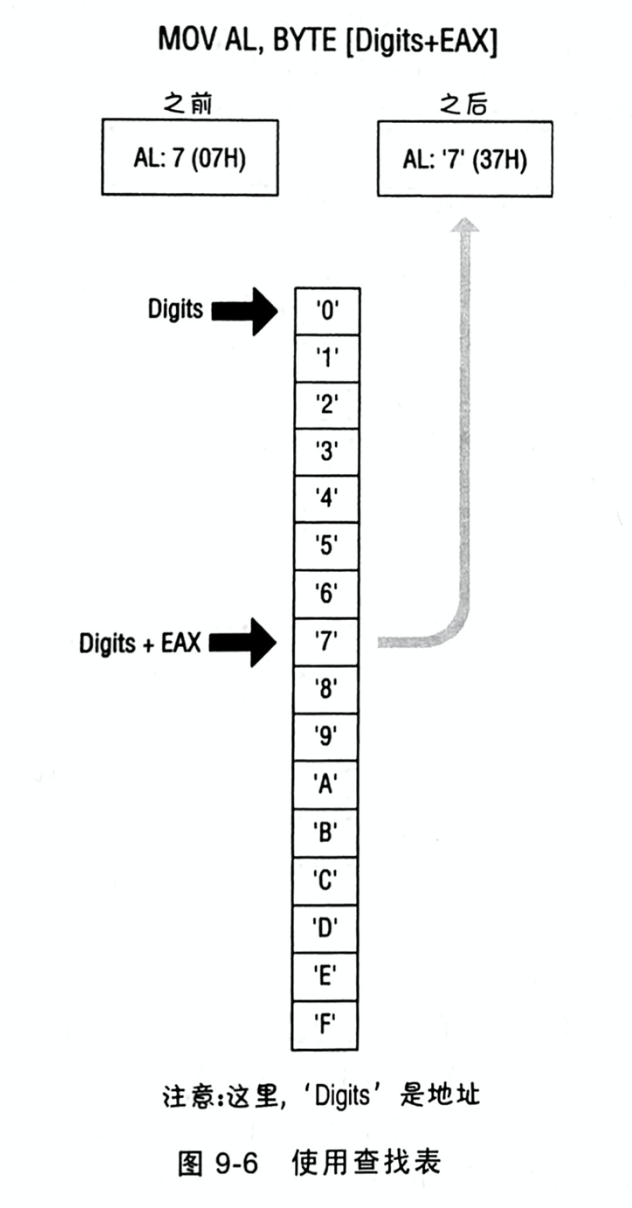 MOV AL, BYTE [Digits+EAX]
之前
之后
AL: 7 (07H)
AL: '7' (37H)
Digits
'0'
'1'
'2'
'3'
'4'
'5'
'6'
Digits + EAX
'7'
'8'
'9'
'A'
'B'
'C'
'D'
'E'
'F'
注意:这里,‘Digits’是地址
图 9-6 使用查找表